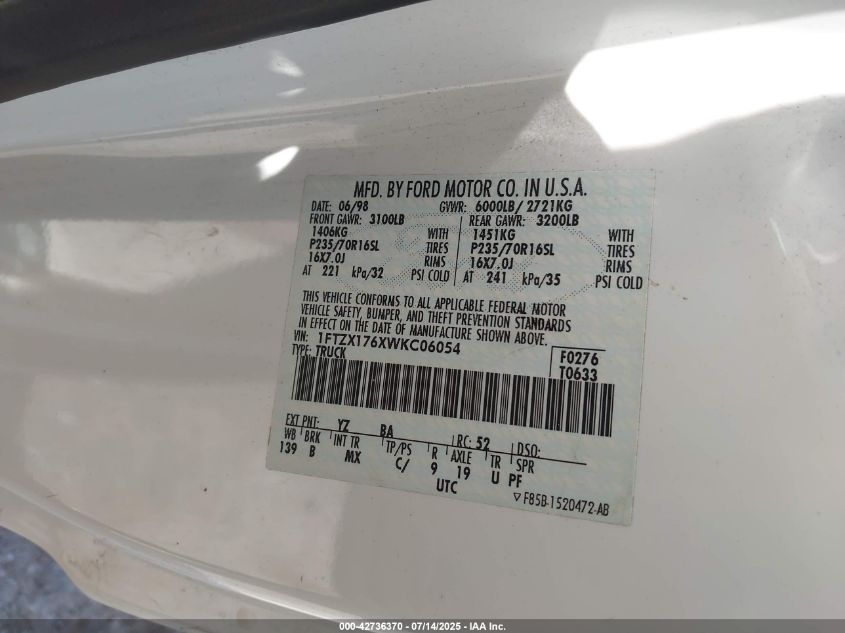 MFD. BY FORD MOTOR CO. IN U.S.A.
DATE: 06/98 GVWR: 6000LB/ 2721KG
FRONT GAWR: 3100LB REAR GAWR: 3200LB
1406KG WITH 1451KG WITH
P235/70R16SL TIRES P235/70R16SL TIRES
16X7.0J RIMS 16X7.0J RIMS
AT 221 kPa/32 PSI COLD AT 241 kPa/35 PSI COLD
THIS VEHICLE CONFORMS TO ALL APPLICABLE FEDERAL MOTOR
VEHICLE SAFETY, BUMPER, AND THEFT PREVENTION STANDARDS
IN EFFECT ON THE DATE OF MANUFACTURE SHOWN ABOVE.
VIN: 1FTZX176XWKC06054
TYPE: TRUCK F0276
T0633
EXT PNT: YZ BA RC: 52 DSO:
WB BRK INT TR TP/PS R AXLE TR SPR
139 B MX C/ 9 19 U PF
UTC
F85B-1520472-AB
000-42736370 - 07/14/2025 - IAA Inc.